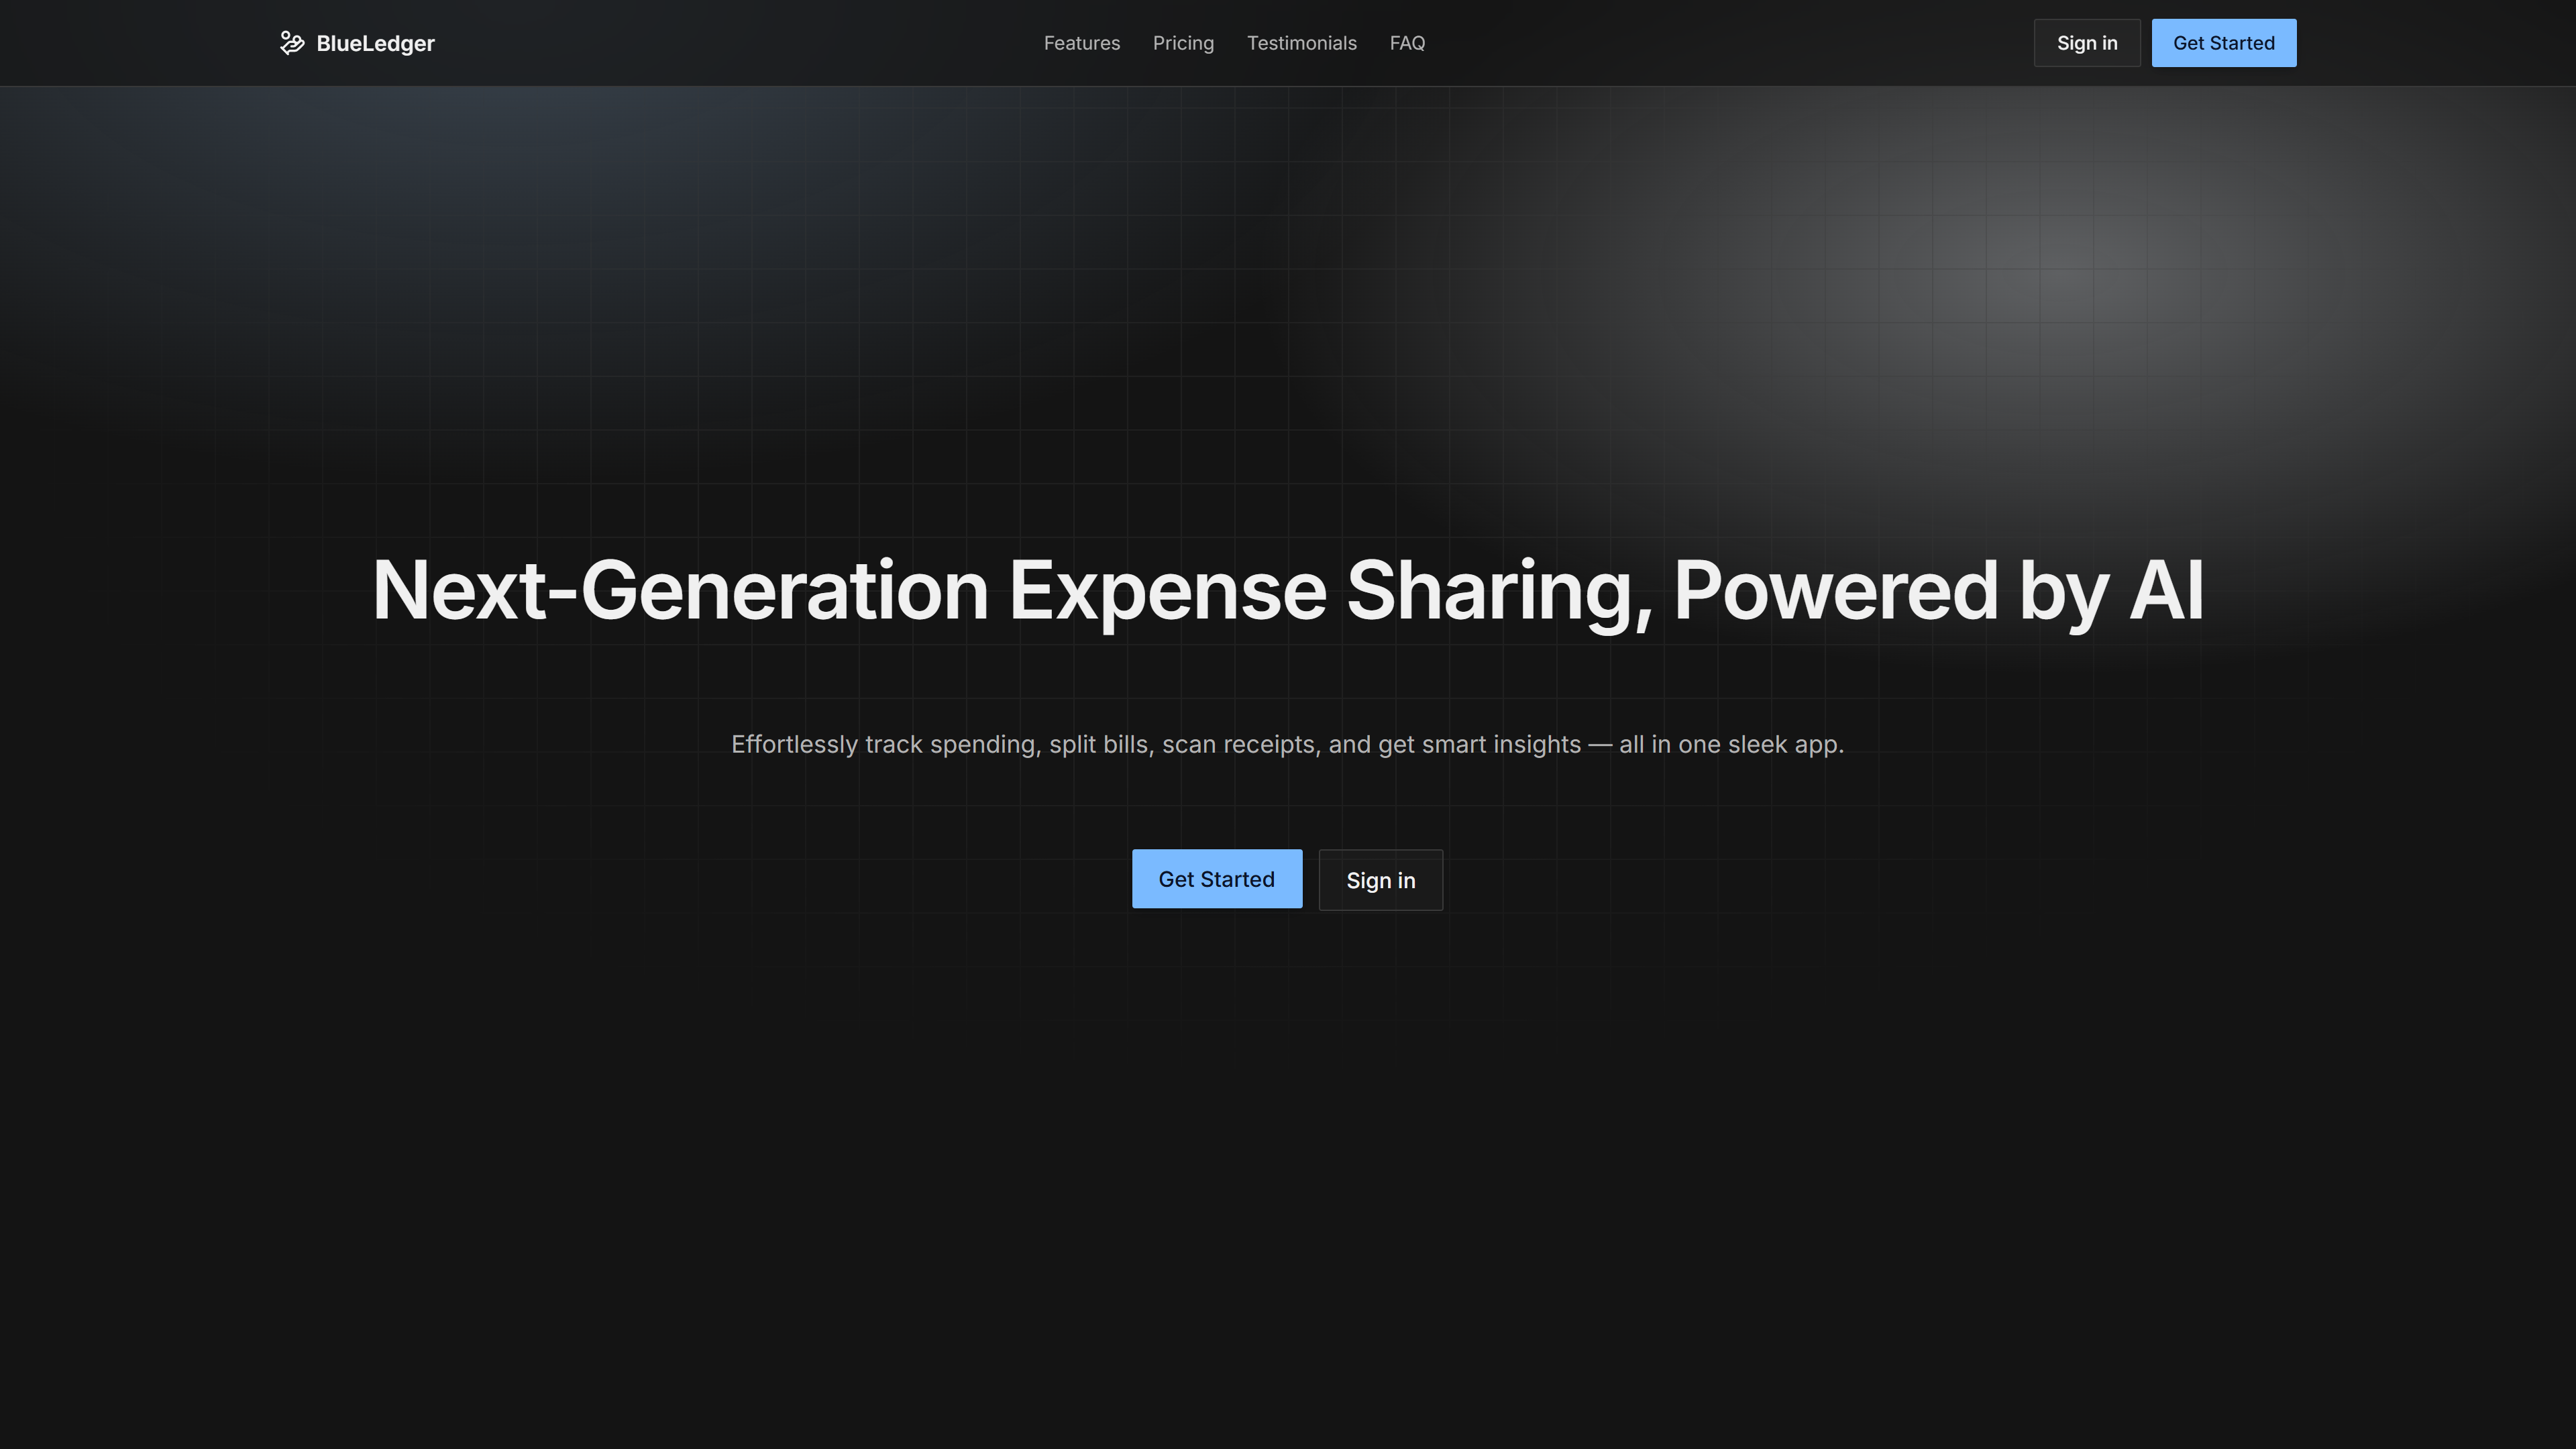 BlueLedger
Features
Pricing
Testimonials
FAQ
Sign in
Get Started
Next-Generation Expense Sharing, Powered by AI
Effortlessly track spending, split bills, scan receipts, and get smart insights — all in one sleek app.
Get Started
Sign in